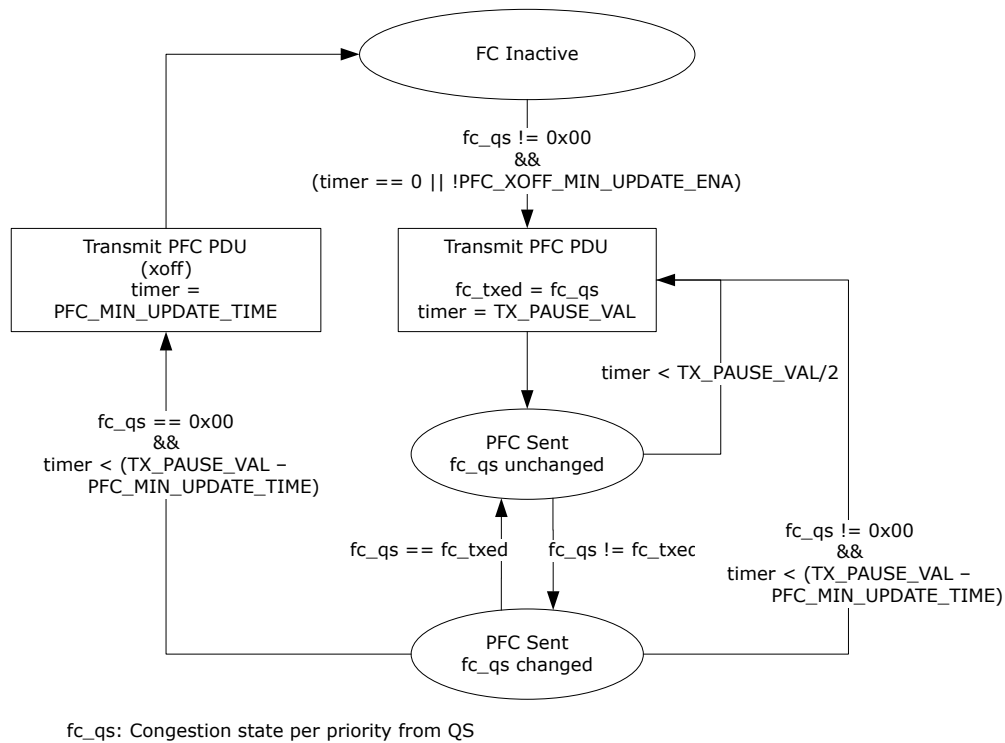 FC Inactive
fc_qs != 0x00
&&
(timer == 0 || !PFC_XOFF_MIN_UPDATE_ENA)
Transmit PFC PDU
(xoff)
timer =
PFC_MIN_UPDATE_TIME
Transmit PFC PDU
fc_txed = fc_qs
timer = TX_PAUSE_VAL
timer < TX_PAUSE_VAL/2
fc_qs == 0x00
&&
timer < (TX_PAUSE_VAL –
PFC_MIN_UPDATE_TIME)
PFC Sent
fc_qs unchanged
fc_qs == fc_txed
fc_qs != fc_txed
fc_qs != 0x00
&&
timer < (TX_PAUSE_VAL –
PFC_MIN_UPDATE_TIME)
PFC Sent
fc_qs changed
fc_qs: Congestion state per priority from QS